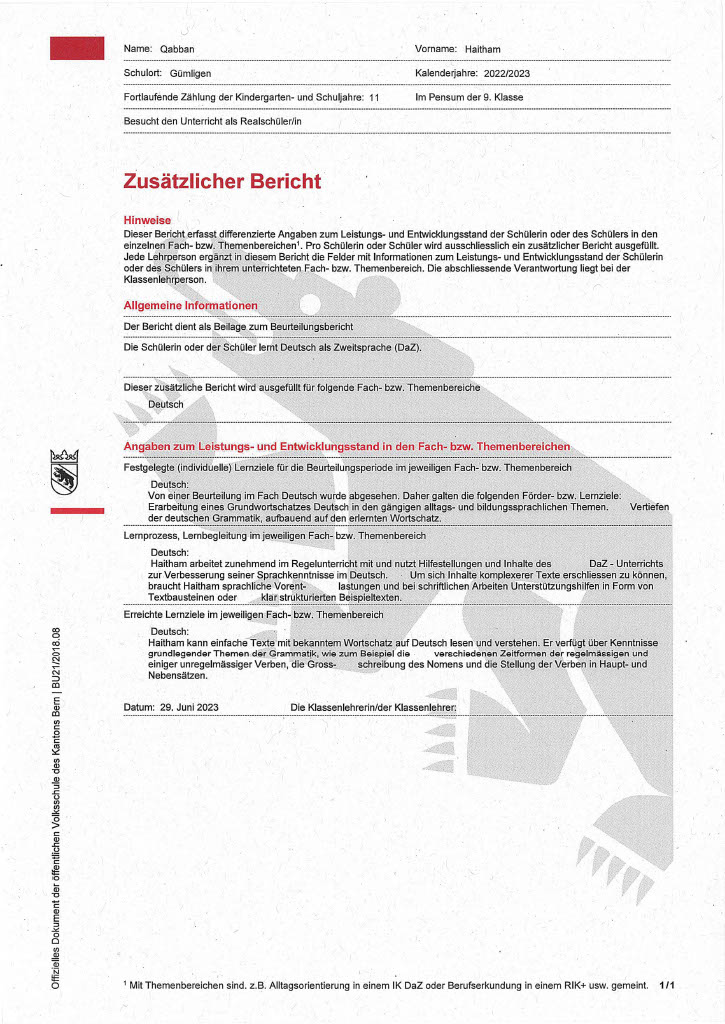 Name: Qabban Vorname: Haitham
Schulort: Gümligen Kalenderjahre: 2022/2023
Fortlaufende Zählung der Kindergarten- und Schuljahre: 11 Im Pensum der 9. Klasse
Besucht den Unterricht als Realschüler/in
Zusätzlicher Bericht
Hinweise
Dieser Bericht erfasst differenzierte Angaben zum Leistungs- und Entwicklungsstand der Schülerin oder des Schülers in den
einzelnen Fach- bzw. Themenbereichen¹. Pro Schülerin oder Schüler wird ausschliesslich ein zusätzlicher Bericht ausgefüllt.
Jede Lehrperson ergänzt in diesem Bericht die Felder mit Informationen zum Leistungs- und Entwicklungsstand der Schülerin
oder des Schülers in ihrem unterrichteten Fach- bzw. Themenbereich. Die abschliessende Verantwortung liegt bei der
Klassenlehrperson.
Allgemeine Informationen
Der Bericht dient als Beilage zum Beurteilungsbericht
Die Schülerin oder der Schüler lernt Deutsch als Zweitsprache (DaZ).
Dieser zusätzliche Bericht wird ausgefüllt für folgende Fach- bzw. Themenbereiche
Deutsch
Angaben zum Leistungs- und Entwicklungsstand in den Fach- bzw. Themenbereichen
Festgelegte (individuelle) Lernziele für die Beurteilungsperiode im jeweiligen Fach- bzw. Themenbereich
Deutsch:
Von einer Beurteilung im Fach Deutsch wurde abgesehen. Daher galten die folgenden Förder- bzw. Lernziele:
Erarbeitung eines Grundwortschatzes Deutsch in den gängigen alltags- und bildungssprachlichen Themen. Vertiefen
der deutschen Grammatik, aufbauend auf den erlernten Wortschatz.
Lernprozess, Lernbegleitung im jeweiligen Fach- bzw. Themenbereich
Deutsch:
Haitham arbeitet zunehmend im Regelunterricht mit und nutzt Hilfestellungen und Inhalte des DaZ - Unterrichts
zur Verbesserung seiner Sprachkenntnisse im Deutsch. Um sich Inhalte komplexerer Texte erschliessen zu können,
braucht Haitham sprachliche Vorent- lastungen und bei schriftlichen Arbeiten Unterstützungshilfen in Form von
Textbausteinen oder klar strukturierten Beispieltexten.
Erreichte Lernziele im jeweiligen Fach- bzw. Themenbereich
Deutsch:
Haitham kann einfache Texte mit bekanntem Wortschatz auf Deutsch lesen und verstehen. Er verfügt über Kenntnisse
grundlegender Themen der Grammatik, wie zum Beispiel die verschiedenen Zeitformen der regelmässigen und
einiger unregelmässiger Verben, die Gross- schreibung des Nomens und die Stellung der Verben in Haupt- und
Nebensätzen.
Datum: 29. Juni 2023 Die Klassenlehrerin/der Klassenlehrer:
Offizielles Dokument der öffentlichen Volksschule des Kantons Bern | BU21/2018.08
¹ Mit Themenbereichen sind. z.B. Alltagsorientierung in einem IK DaZ oder Berufserkundung in einem RIK+ usw. gemeint. 1/1